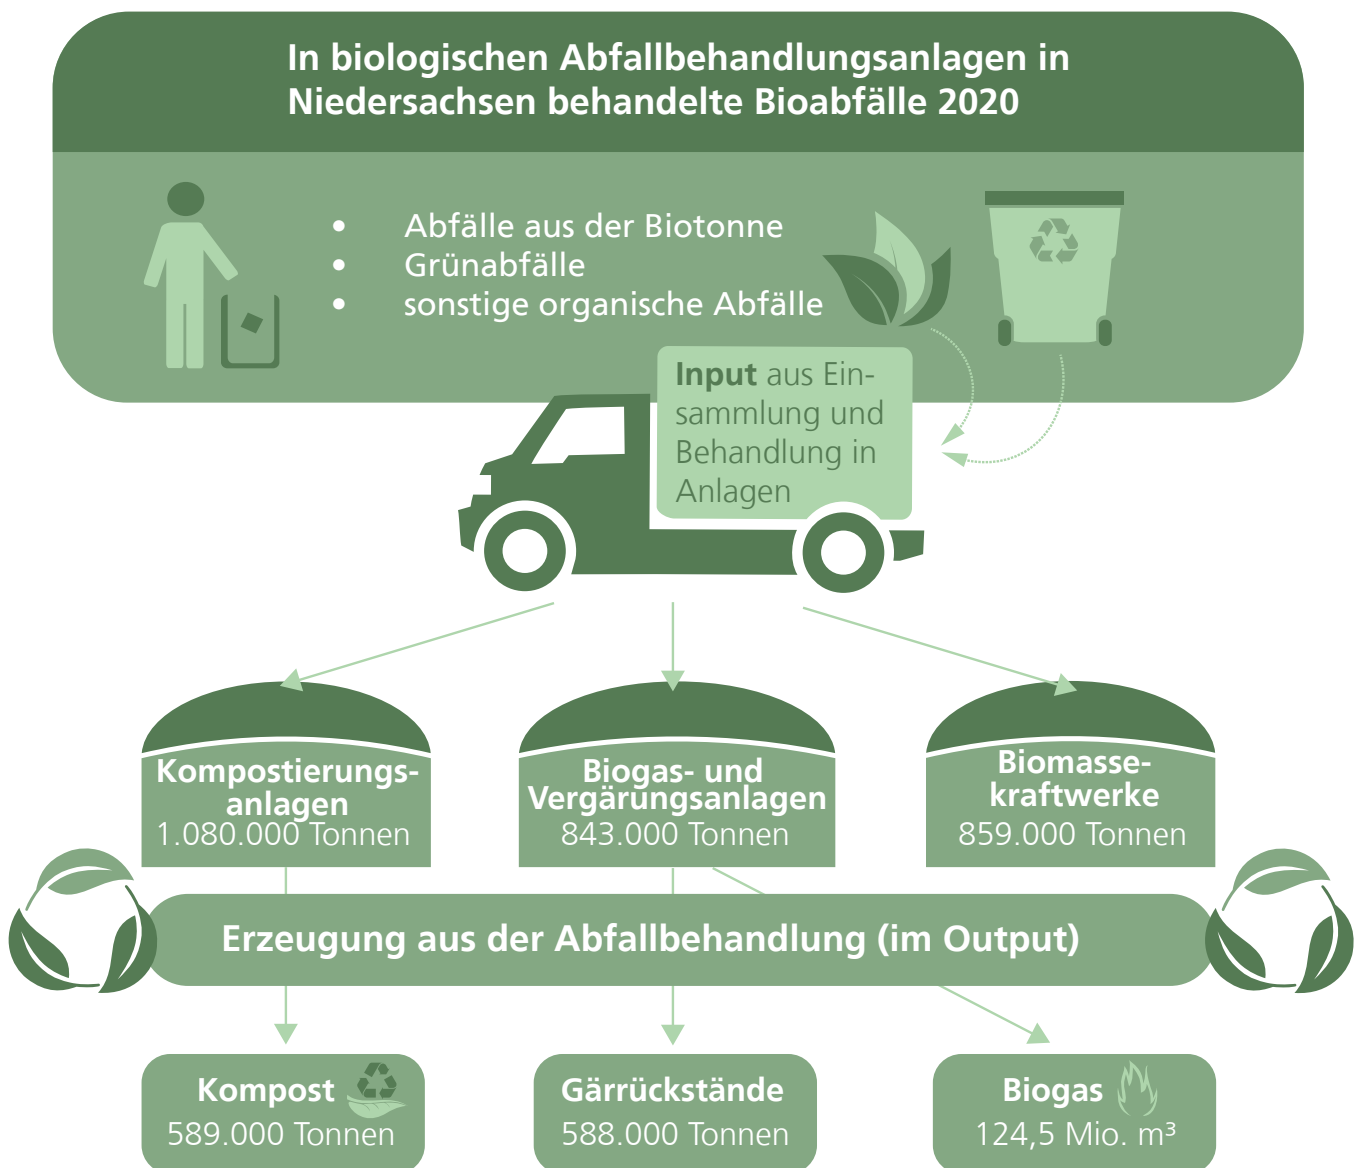 In biologischen Abfallbehandlungsanlagen in
Niedersachsen behandelte Bioabfälle 2020
• Abfälle aus der Biotonne
• Grünabfälle
• sonstige organische Abfälle
Input aus Ein-
sammlung und
Behandlung in
Anlagen
Kompostierungs-
anlagen
1.080.000 Tonnen
Biogas- und
Vergärungsanlagen
843.000 Tonnen
Biomasse-
kraftwerke
859.000 Tonnen
Erzeugung aus der Abfallbehandlung (im Output)
Kompost
589.000 Tonnen
Gärrückstände
588.000 Tonnen
Biogas
124,5 Mio. m³